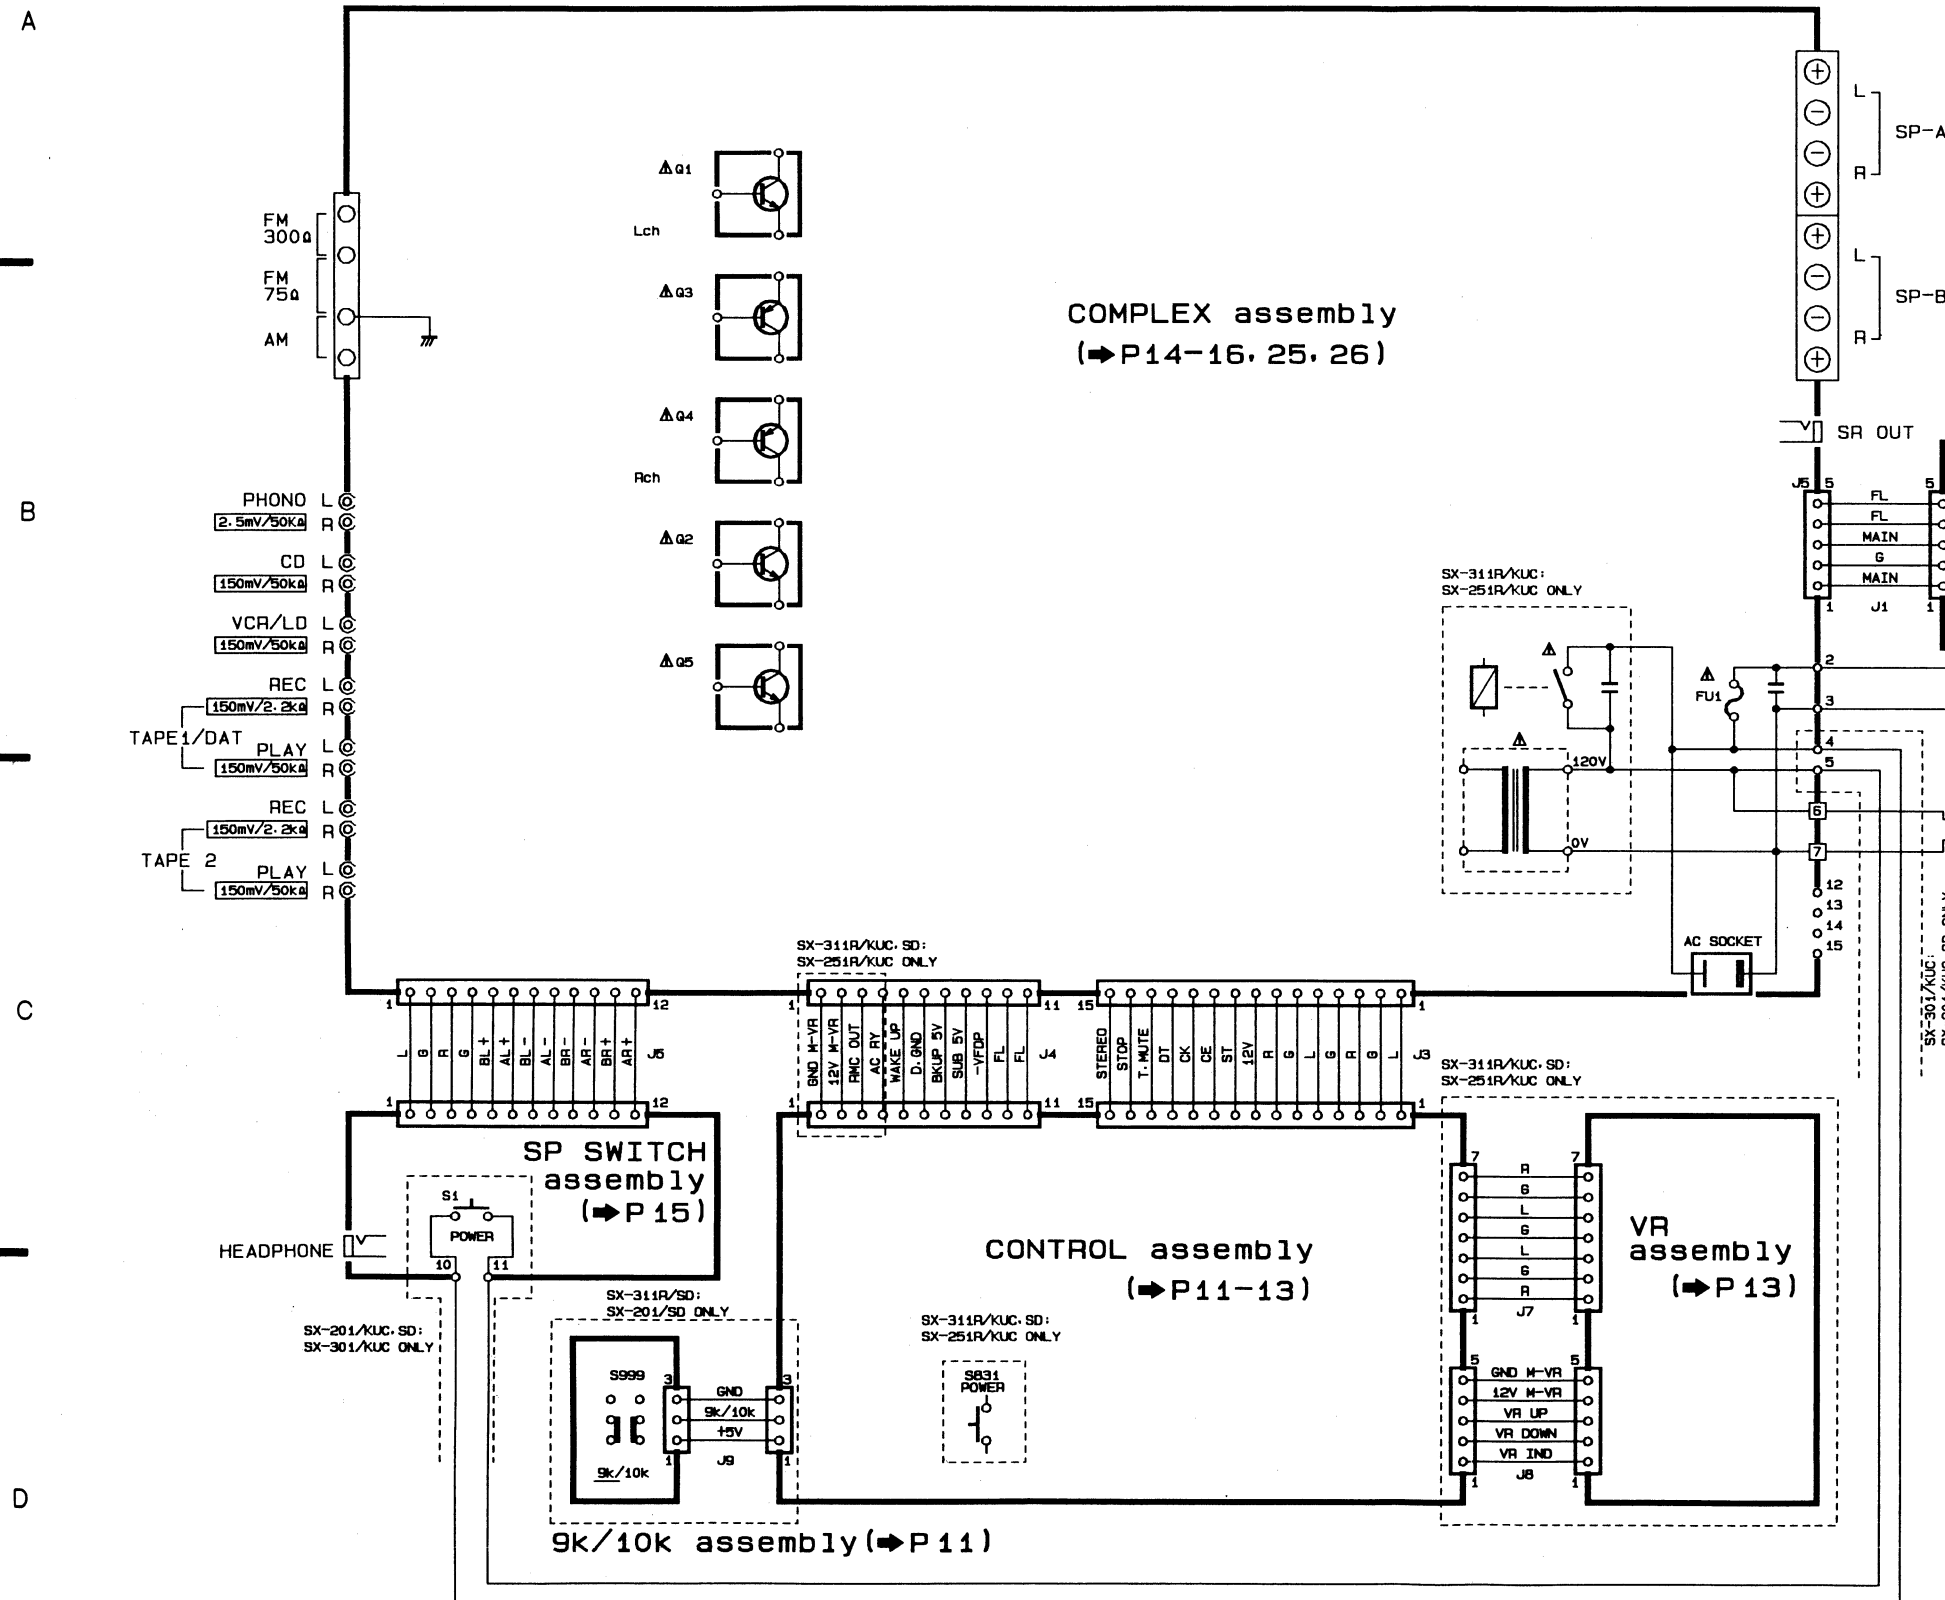 A
FM
300Ω
FM
75Ω
AM
Q1
Lch
Q3
Q4
Rch
Q2
Q5
COMPLEX assembly
(➡P14-16, 25, 26)
L
R
SP-A
L
R
SP-B
SR OUT
B
PHONO L
2.5mV/50KΩ R
CD L
150mV/50kΩ R
VCR/LD L
150mV/50kΩ R
REC L
150mV/2.2kΩ R
TAPE1/DAT
PLAY L
150mV/50kΩ R
REC L
150mV/2.2kΩ R
TAPE 2
PLAY L
150mV/50kΩ R
J5 5
5
FL
FL
MAIN
G
MAIN
1 J1 1
SX-311R/KUC:
SX-251R/KUC ONLY
FU1
120V
0V
2
3
4
5
6
7
12
13
14
15
AC SOCKET
SX-301/KUC:
C
SX-311R/KUC, SD:
SX-251R/KUC ONLY
1
12
L
G
R
G
BL+
AL+
BL-
AL-
BR-
AR-
BR+
AR+
J5
1
12
1
11
GND M-VR
12V M-VR
RMC OUT
AC RY
WAKE UP
D.GND
BKUP 5V
SUB 5V
-VFDP
FL
FL
J4
1
11
15
1
STEREO
STOP
T.MUTE
DT
CK
CE
ST
12V
R
G
L
G
R
G
L
J3
15
1
SX-311R/KUC, SD:
SX-251R/KUC ONLY
SP SWITCH
assembly
(➡P15)
S1
POWER
10 11
HEADPHONE
SX-201/KUC, SD:
SX-301/KUC ONLY
SX-311R/SD:
SX-201/SD ONLY
S999
9k/10k
3 3
GND
9k/10k
+5V
1 J9 1
9k/10k assembly(➡P11)
CONTROL assembly
(➡P11-13)
SX-311R/KUC, SD:
SX-251R/KUC ONLY
S831
POWER
7 7
R
G
L
G
L
G
R
1 J7 1
VR
assembly
(➡P13)
5 5
GND M-VR
12V M-VR
VR UP
VR DOWN
VR IND
1 J8 1
D